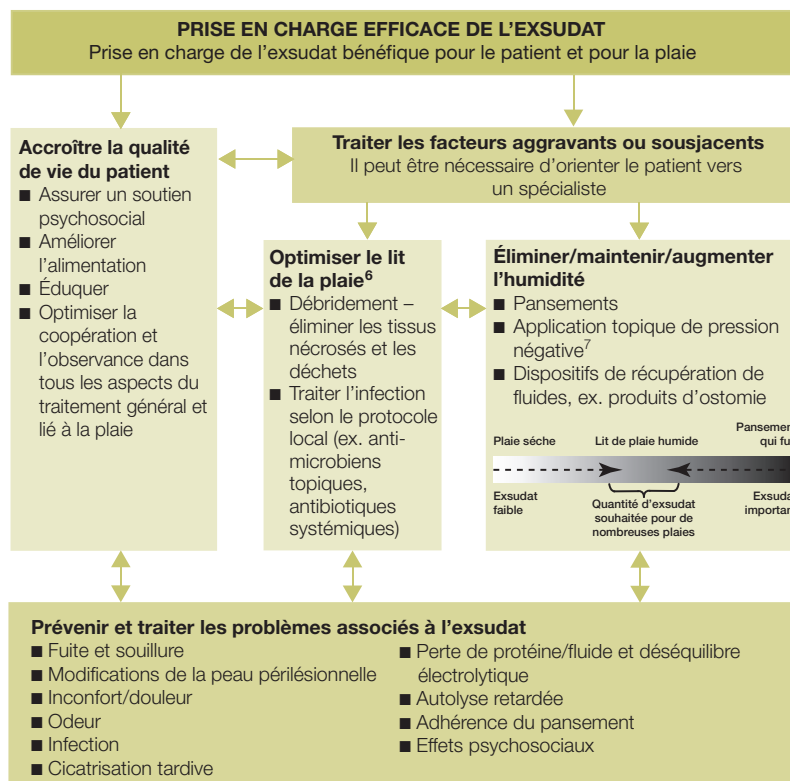 PRISE EN CHARGE EFFICACE DE L'EXSUDAT
Prise en charge de l'exsudat bénéfique pour le patient et pour la plaie
Accroître la qualité
de vie du patient
■ Assurer un soutien
psychosocial
■ Améliorer
l'alimentation
■ Éduquer
■ Optimiser la
coopération et
l'observance dans
tous les aspects du
traitement général et
lié à la plaie
Traiter les facteurs aggravants ou sousjacents
Il peut être nécessaire d'orienter le patient vers
un spécialiste
Optimiser le lit
de la plaie⁶
■ Débridement –
éliminer les tissus
nécrosés et les
déchets
■ Traiter l'infection
selon le protocole
local (ex. anti-
microbiens
topiques,
antibiotiques
systémiques)
Éliminer/maintenir/augmenter
l'humidité
■ Pansements
■ Application topique de pression
négative⁷
■ Dispositifs de récupération de
fluides, ex. produits d'ostomie
Plaie séche
Lit de plaie humide
Pansemen
qui fu
Exsudat
faible
Quantité d'exsudat
souhaitée pour de
nombreuses plaies
Exsuda
importan
Prévenir et traiter les problèmes associés à l'exsudat
■ Fuite et souillure
■ Modifications de la peau périlésionnelle
■ Inconfort/douleur
■ Odeur
■ Infection
■ Cicatrisation tardive
■ Perte de protéine/fluide et déséquilibre
électrolytique
■ Autolyse retardée
■ Adhérence du pansement
■ Effets psychosociaux